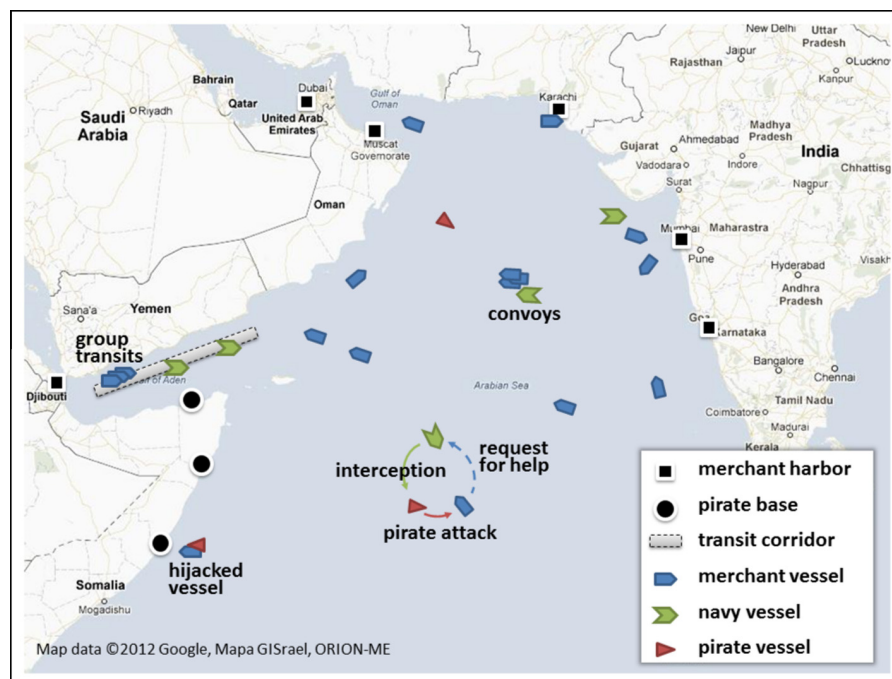 New Delhi
Uttar
Pradesh
Jaipur
Rajasthan
Lucknow
Kanpur
Bahrain
Dubai
Gulf of
Oman
Karachi
Qatar
Saudi
Arabia
Riyadh
United Arab
Emirates
Muscat
Governorate
Gujarat
Ahmedabad
Madhya
Pradesh
India
Vadodara
Indore
Chhattisg
Surat
Nagpur
Oman
Mumbai
Maharashtra
Pune
Visakh
Hyderabad
Andhra
Pradesh
Yemen
Sana'a
convoys
Goa
Karnataka
group
transits
Gulf of Aden
Djibouti
Arabian Sea
Bangalore
Chennai
Tamil Nadu
Coimbatore
Madurai
Kerala
interception
request
for help
pirate attack
hijacked
vessel
Somalia
Mogadishu
merchant harbor
pirate base
transit corridor
merchant vessel
navy vessel
pirate vessel
Map data ©2012 Google, Mapa GISrael, ORION-ME